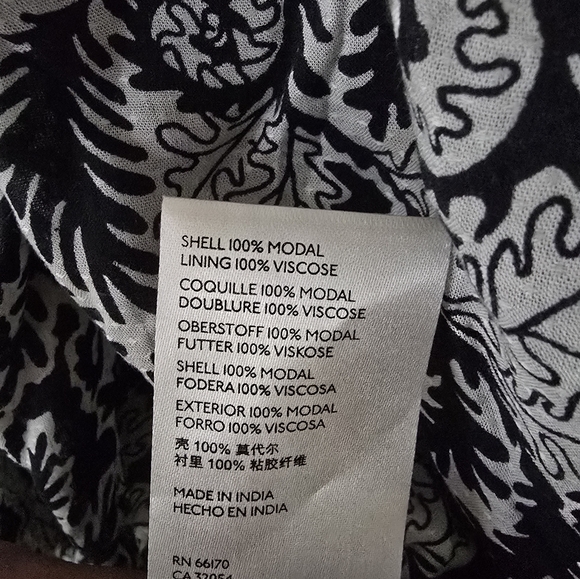 SHELL 100% MODAL
LINING 100% VISCOSE
COQUILLE 100% MODAL
DOUBLURE 100% VISCOSE
OBERSTOFF 100% MODAL
FUTTER 100% VISKOSE
SHELL 100% MODAL
FODERA 100% VISCOSA
EXTERIOR 100% MODAL
FORRO 100% VISCOSA
壳 100% 莫代尔
衬里 100% 粘胶纤维
MADE IN INDIA
HECHO EN INDIA
RN 66170
CA 32054